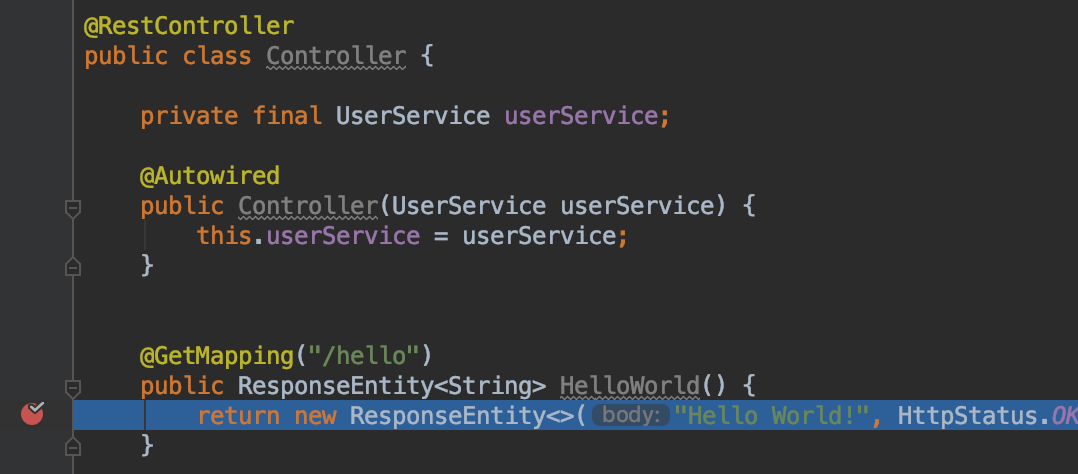 @RestController
public class Controller {
private final UserService userService;
@Autowired
public Controller(UserService userService) {
this.userService = userService;
}
@GetMapping("/hello")
public ResponseEntity<String> HelloWorld() {
return new ResponseEntity<>( body: "Hello World!", HttpStatus.OK
}